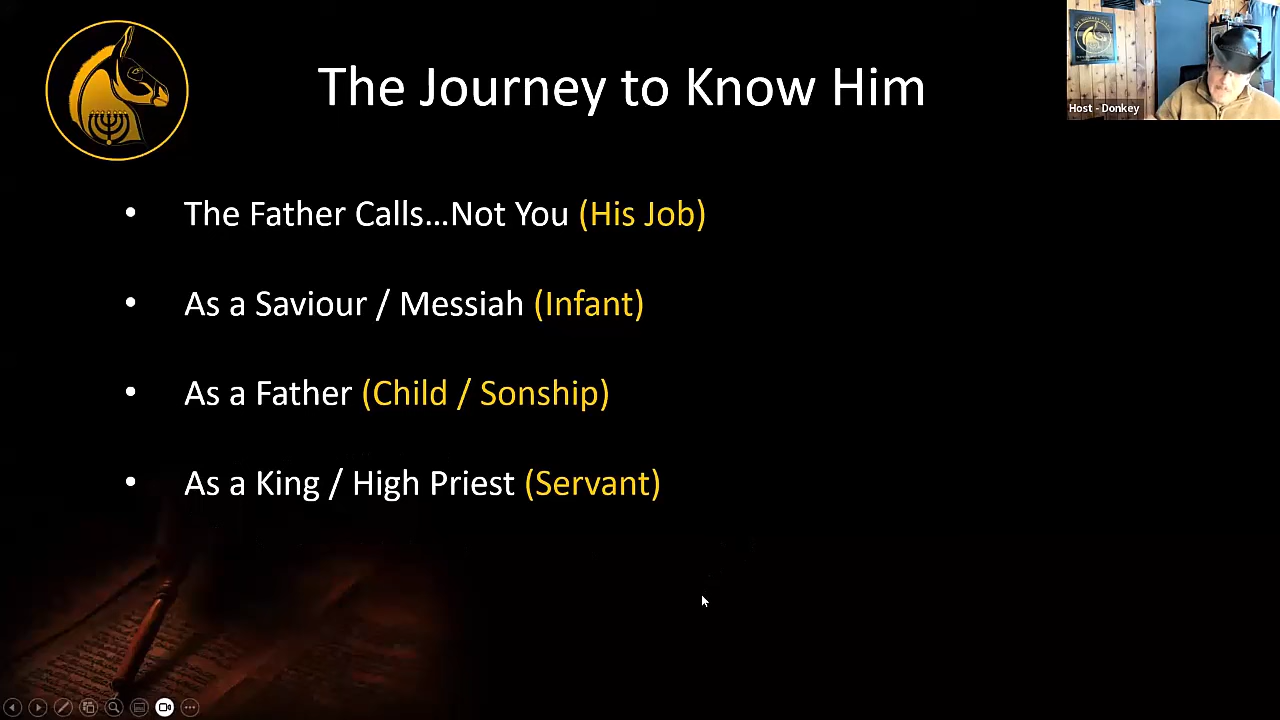 The Journey to Know Him
Host - Donkey
• The Father Calls...Not You (His Job)
• As a Saviour / Messiah (Infant)
• As a Father (Child / Sonship)
• As a King / High Priest (Servant)